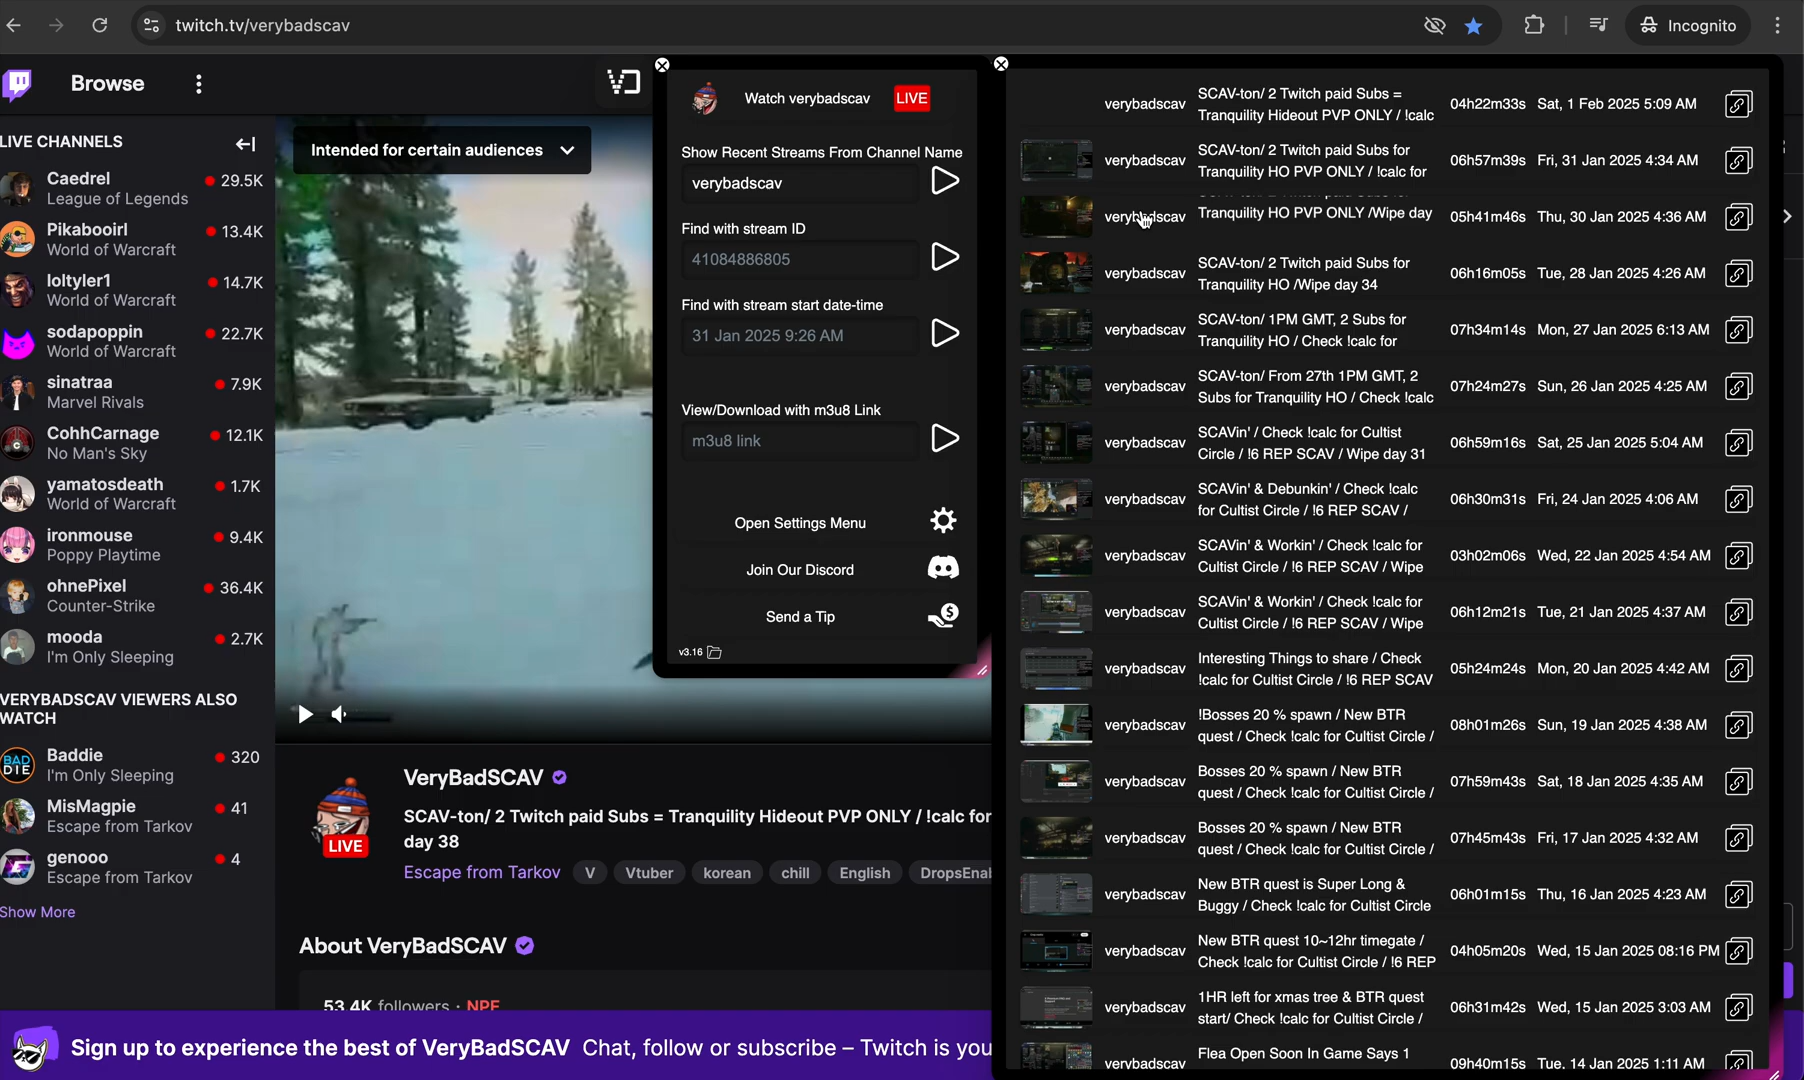 twitch.tv/verybadscav
Incognito
Browse
LIVE CHANNELS
Caedrel
29.5K
League of Legends
Pikabooirl
13.4K
World of Warcraft
loltyler1
14.7K
World of Warcraft
sodapoppin
22.7K
World of Warcraft
sinatraa
7.9K
Marvel Rivals
CohhCarnage
12.1K
No Man's Sky
yamatosdeath
1.7K
World of Warcraft
ironmouse
9.4K
Poppy Playtime
ohnePixel
36.4K
Counter-Strike
mooda
2.7K
I'm Only Sleeping
VERYBADSCAV VIEWERS ALSO
WATCH
BAD
DIE
Baddie
320
I'm Only Sleeping
MisMagpie
41
Escape from Tarkov
genooo
4
Escape from Tarkov
Show More
Intended for certain audiences
Watch verybadscav LIVE
Show Recent Streams From Channel Name
verybadscav
Find with stream ID
41084886805
Find with stream start date-time
31 Jan 2025 9:26 AM
View/Download with m3u8 Link
m3u8 link
Open Settings Menu
Join Our Discord
Send a Tip
v3.16
LIVE
VeryBadSCAV
SCAV-ton/ 2 Twitch paid Subs = Tranquility Hideout PVP ONLY / !calc for
day 38
Escape from Tarkov V Vtuber korean chill English DropsEnab
About VeryBadSCAV
53.4K followers · NPE
Sign up to experience the best of VeryBadSCAV Chat, follow or subscribe – Twitch is you
verybadscav
SCAV-ton/ 2 Twitch paid Subs =
Tranquility Hideout PVP ONLY / !calc
04h22m33s Sat, 1 Feb 2025 5:09 AM
verybadscav
SCAV-ton/ 2 Twitch paid Subs for
Tranquility HO PVP ONLY / !calc for
06h57m39s Fri, 31 Jan 2025 4:34 AM
verybadscav
Tranquility HO PVP ONLY /Wipe day
05h41m46s Thu, 30 Jan 2025 4:36 AM
verybadscav
SCAV-ton/ 2 Twitch paid Subs for
Tranquility HO /Wipe day 34
06h16m05s Tue, 28 Jan 2025 4:26 AM
verybadscav
SCAV-ton/ 1PM GMT, 2 Subs for
Tranquility HO / Check !calc for
07h34m14s Mon, 27 Jan 2025 6:13 AM
verybadscav
SCAV-ton/ From 27th 1PM GMT, 2
Subs for Tranquility HO / Check !calc
07h24m27s Sun, 26 Jan 2025 4:25 AM
verybadscav
SCAVin' / Check !calc for Cultist
Circle / !6 REP SCAV / Wipe day 31
06h59m16s Sat, 25 Jan 2025 5:04 AM
verybadscav
SCAVin' & Debunkin' / Check !calc
for Cultist Circle / !6 REP SCAV /
06h30m31s Fri, 24 Jan 2025 4:06 AM
verybadscav
SCAVin' & Workin' / Check !calc for
Cultist Circle / !6 REP SCAV / Wipe
03h02m06s Wed, 22 Jan 2025 4:54 AM
verybadscav
SCAVin' & Workin' / Check !calc for
Cultist Circle / !6 REP SCAV / Wipe
06h12m21s Tue, 21 Jan 2025 4:37 AM
verybadscav
Interesting Things to share / Check
!calc for Cultist Circle / !6 REP SCAV
05h24m24s Mon, 20 Jan 2025 4:42 AM
verybadscav
!Bosses 20 % spawn / New BTR
quest / Check !calc for Cultist Circle /
08h01m26s Sun, 19 Jan 2025 4:38 AM
verybadscav
Bosses 20 % spawn / New BTR
quest / Check !calc for Cultist Circle /
07h59m43s Sat, 18 Jan 2025 4:35 AM
verybadscav
Bosses 20 % spawn / New BTR
quest / Check !calc for Cultist Circle /
07h45m43s Fri, 17 Jan 2025 4:32 AM
verybadscav
New BTR quest is Super Long &
Buggy / Check !calc for Cultist Circle
06h01m15s Thu, 16 Jan 2025 4:23 AM
verybadscav
New BTR quest 10~12hr timegate /
Check !calc for Cultist Circle / !6 REP
04h05m20s Wed, 15 Jan 2025 08:16 PM
verybadscav
1HR left for xmas tree & BTR quest
start/ Check !calc for Cultist Circle /
06h31m42s Wed, 15 Jan 2025 3:03 AM
verybadscav
Flea Open Soon In Game Says 1
09h40m15s Tue, 14 Jan 2025 1:11 AM